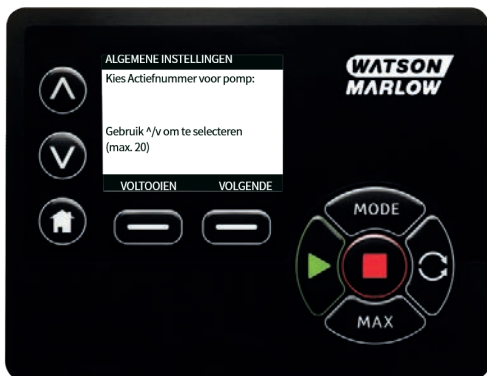 ALGEMENE INSTELLINGEN
Kies Actiefnummer voor pomp:
Gebruik ^/v om te selecteren
(max. 20)
VOLTOOIEN VOLGENDE
WATSON
MARLOW
MODE
MAX